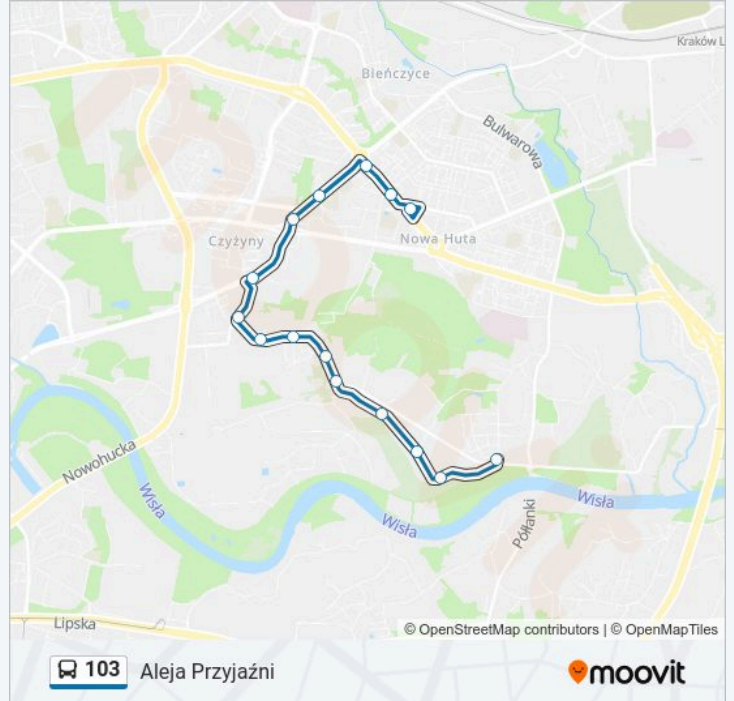 Kraków L
Bieńczyce
Bulwarowa
Czyżyny
Nowa Huta
Nowohucka
Wisła
Wisła
Wisła
Półłanki
Lipska
© OpenStreetMap contributors | © OpenMapTiles
103 Aleja Przyjaźni
moovit